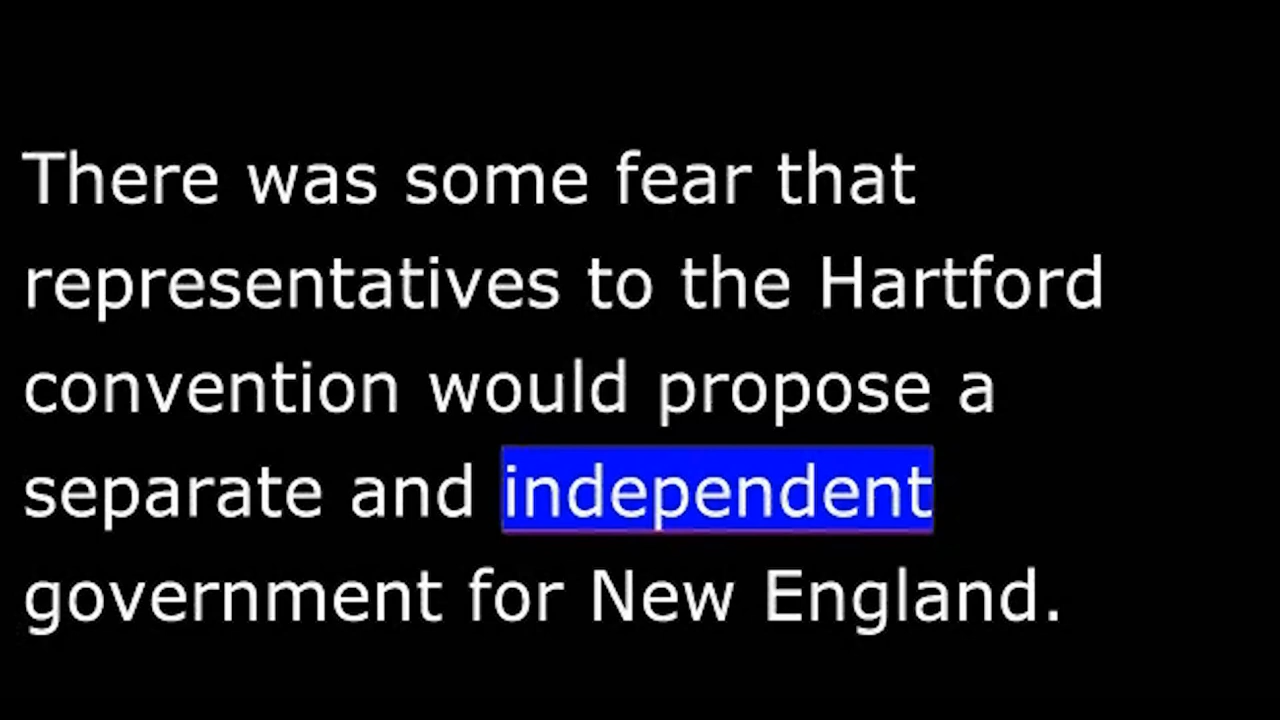 There was some fear that
representatives to the Hartford
convention would propose a
separate and independent
government for New England.